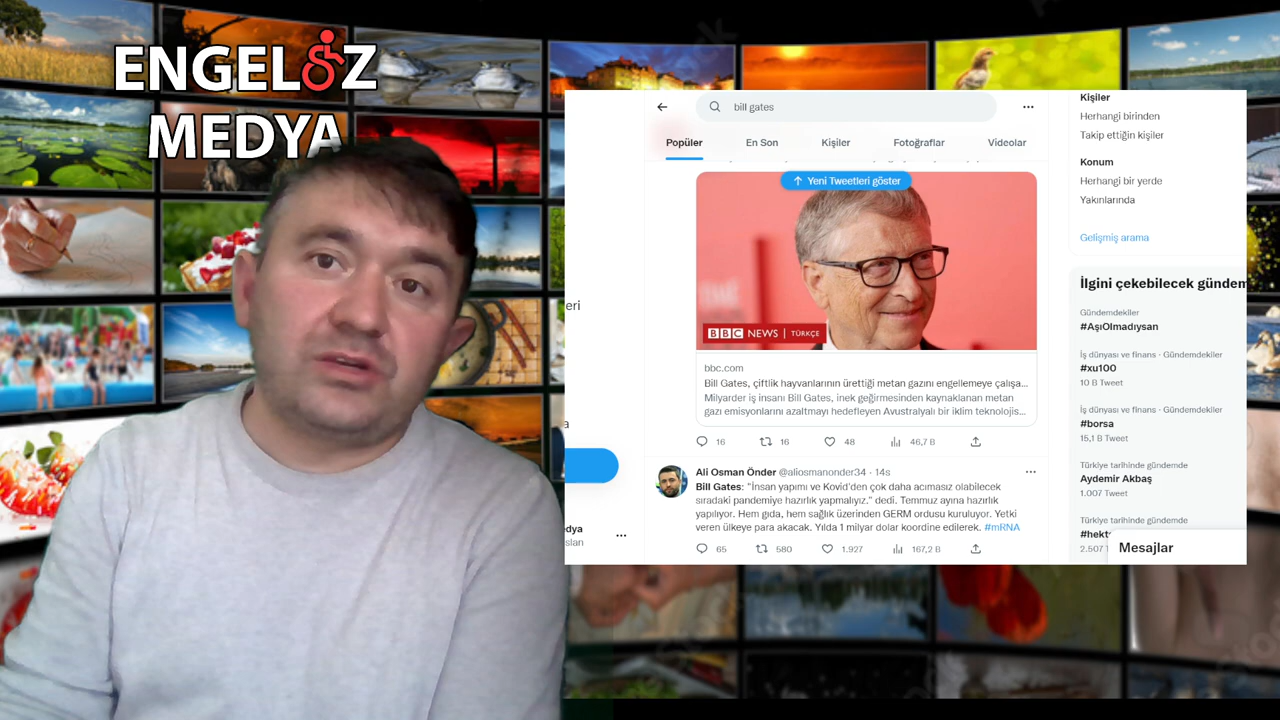 ENGELSİZ
MEDYA
bill gates
Popüler
En Son
Kişiler
Fotoğraflar
Videolar
Yeni Tweetleri göster
BBC NEWS | TÜRKÇE
bbc.com
Bill Gates, çiftlik hayvanlarının ürettiği metan gazını engellemeye çalışa...
Milyarder iş insanı Bill Gates, inek geğirmesinden kaynaklanan metan
gazı emisyonlarını azaltmayı hedefleyen Avustralyalı bir iklim teknolojis...
16
16
48
46,7 B
Ali Osman Önder @aliosmanonder34 · 14s
Bill Gates: "İnsan yapımı ve Kovid'den çok daha acımasız olabilecek
sıradaki pandemiye hazırlık yapmalıyız." dedi. Temmuz ayına hazırlık
yapılıyor. Hem gıda, hem sağlık üzerinden GERM ordusu kuruluyor. Yetki
veren ülkeye para akacak. Yılda 1 milyar dolar koordine edilerek. #mRNA
65
580
1.927
167,2 B
eri
a
dya
slan
Kişiler
Herhangi birinden
Takip ettiğin kişiler
Konum
Herhangi bir yerde
Yakınlarında
Gelişmiş arama
İlgini çekebilecek gündem
Gündemdekiler
#AşıOlmadıysan
İş dünyası ve finans · Gündemdekiler
#xu100
10 B Tweet
İş dünyası ve finans · Gündemdekiler
#borsa
15,1 B Tweet
Türkiye tarihinde gündemde
Aydemir Akbaş
1.007 Tweet
Türkiye tarihinde gündemde
#hekt
2.507 T
Mesajlar